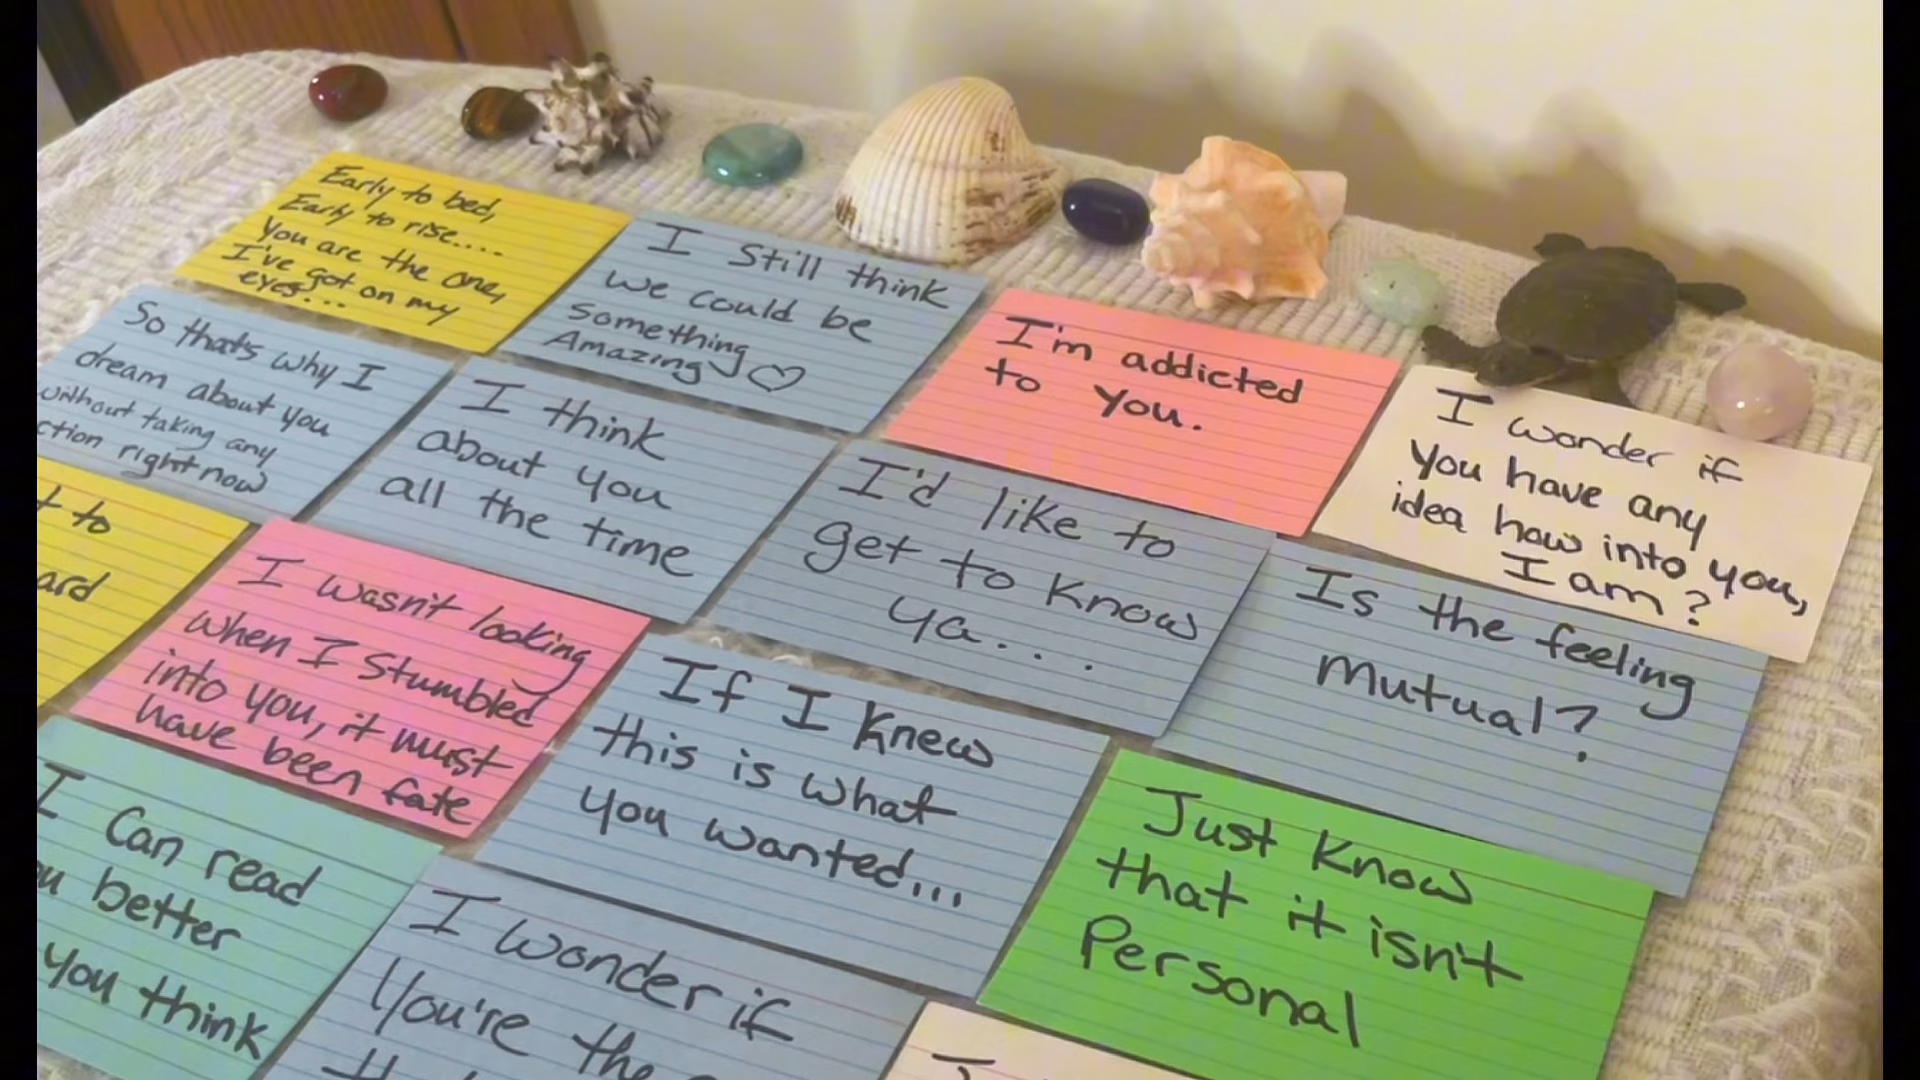 Early to bed,
Early to rise....
You are the one,
I've got on my
eyes...
I Still think
we could be
Something
Amazing ♡
I'm addicted
to you.
I wonder if
You have any
idea how into you,
I am?
So thats why I
dream about you
without taking any
right now
I think
about you
all the time
I'd like to
get to know
ya...
Is the feeling
Mutual?
to
I wasn't looking
when I Stumbled
into you, it must
have been fate
If I Knew
this is what
you wanted...
Just Know
that it isn't
Personal
I Can read
better
you think
I wonder if
You're the